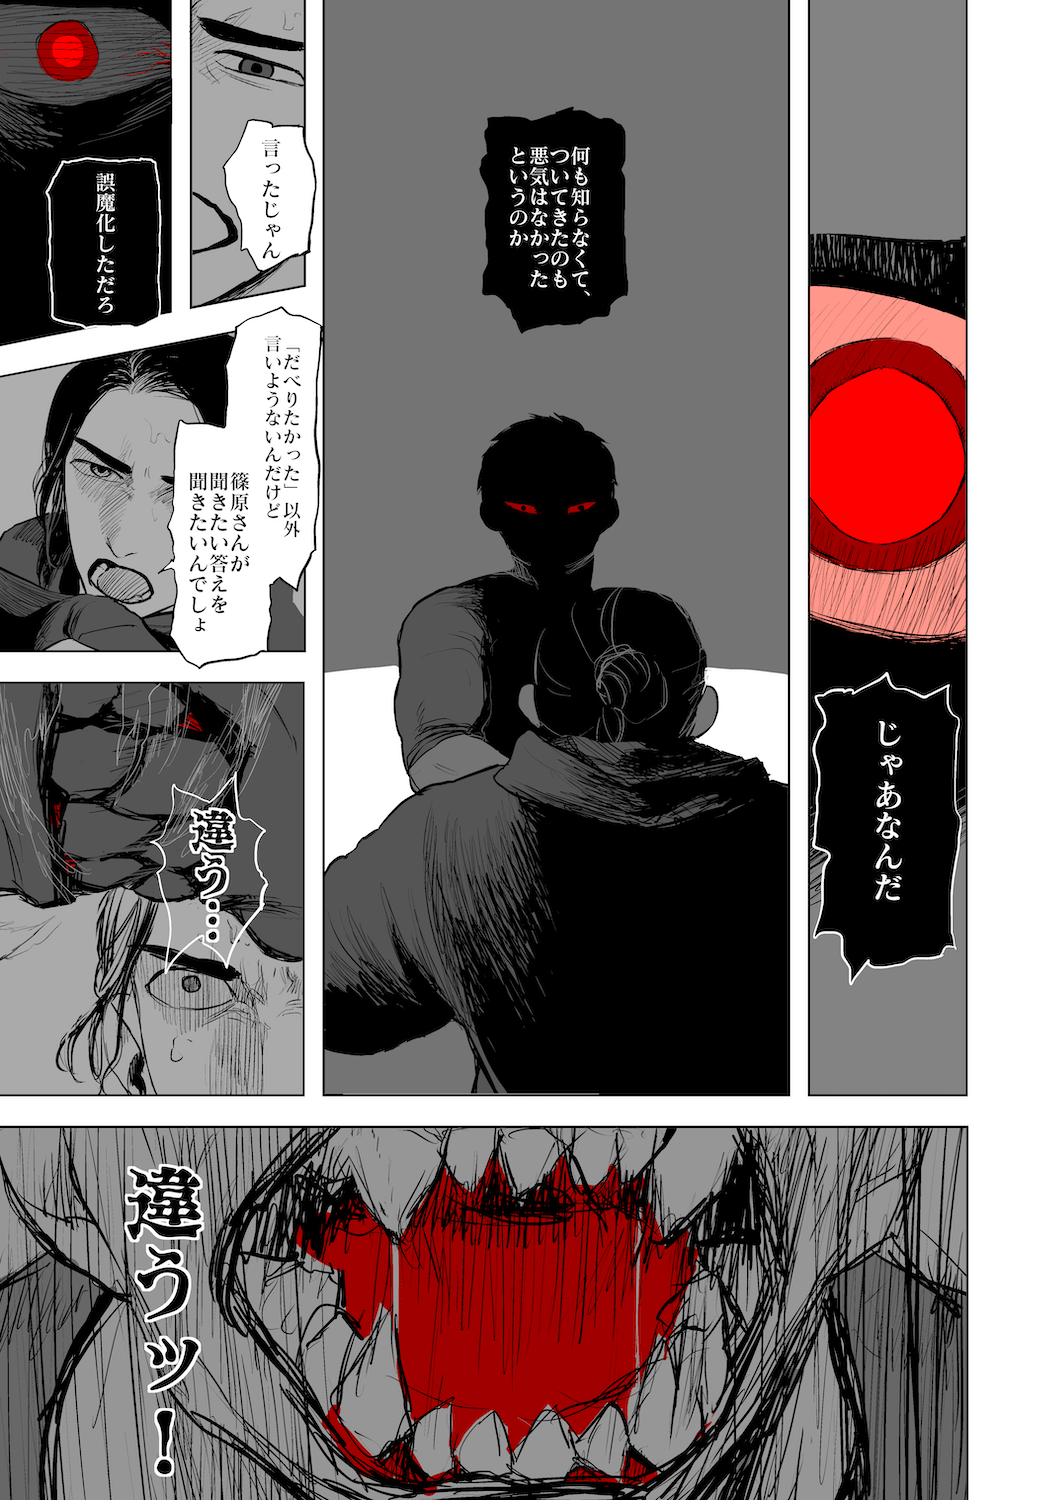 じゃあなんだ
何も知らなくて、
ついてきたのも
悪気はなかった
というのか
言ったじゃん
誤魔化しただろ
「だべりたかった」以外
言いようないんだけど
篠原さんが
聞きたい答えを
聞きたいんでしょ
違う…
違うッ！